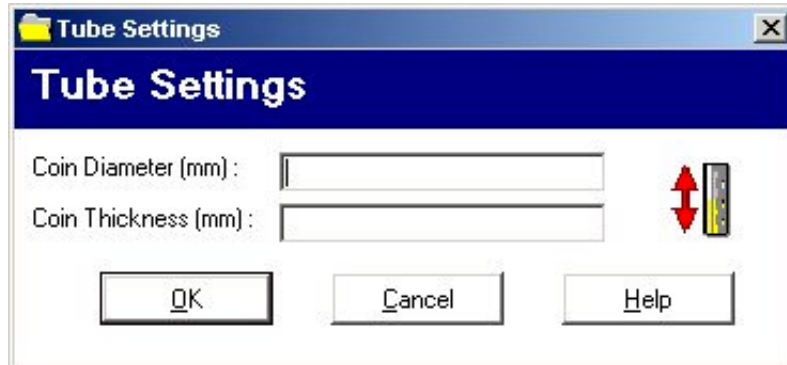 Tube Settings
Tube Settings
Coin Diameter (mm) :
Coin Thickness (mm) :
OK Cancel Help